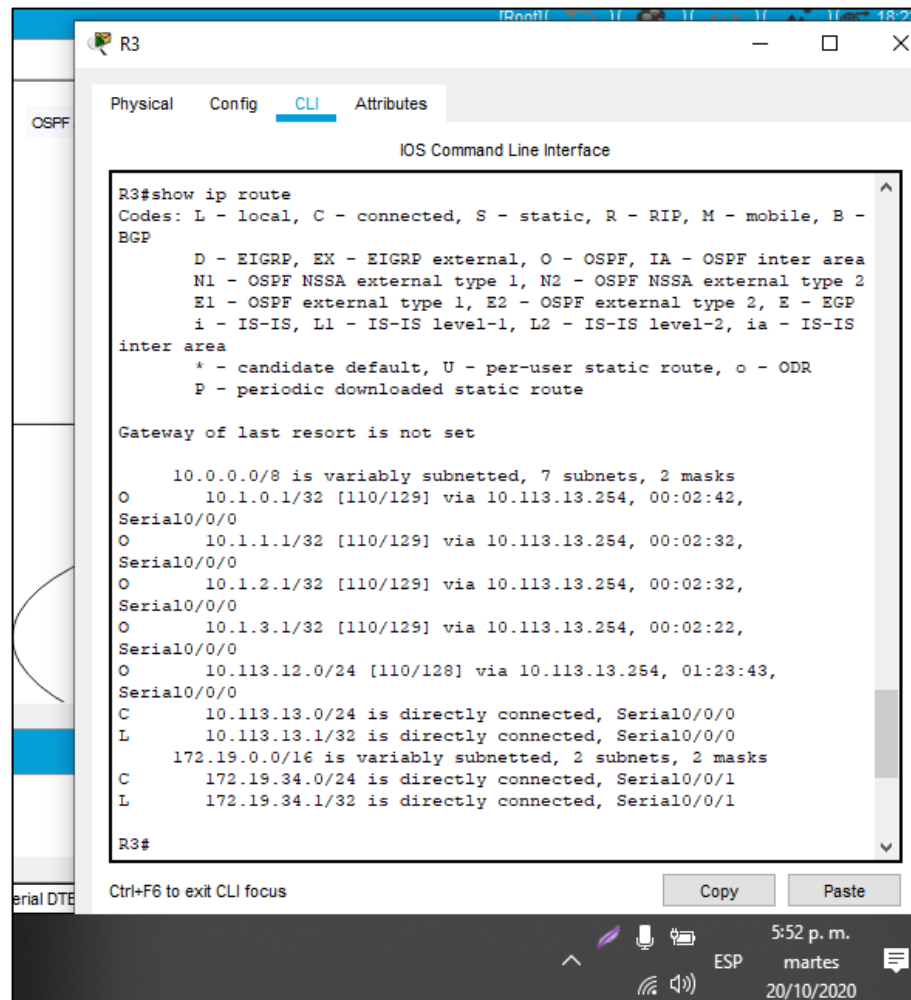 [Root]
18:2
R3
Physical Config CLI Attributes
OSPF
IOS Command Line Interface
R3#show ip route
Codes: L - local, C - connected, S - static, R - RIP, M - mobile, B -
BGP
D - EIGRP, EX - EIGRP external, O - OSPF, IA - OSPF inter area
N1 - OSPF NSSA external type 1, N2 - OSPF NSSA external type 2
E1 - OSPF external type 1, E2 - OSPF external type 2, E - EGP
i - IS-IS, L1 - IS-IS level-1, L2 - IS-IS level-2, ia - IS-IS
inter area
* - candidate default, U - per-user static route, o - ODR
P - periodic downloaded static route
Gateway of last resort is not set
10.0.0.0/8 is variably subnetted, 7 subnets, 2 masks
O 10.1.0.1/32 [110/129] via 10.113.13.254, 00:02:42,
Serial0/0/0
O 10.1.1.1/32 [110/129] via 10.113.13.254, 00:02:32,
Serial0/0/0
O 10.1.2.1/32 [110/129] via 10.113.13.254, 00:02:32,
Serial0/0/0
O 10.1.3.1/32 [110/129] via 10.113.13.254, 00:02:22,
Serial0/0/0
O 10.113.12.0/24 [110/128] via 10.113.13.254, 01:23:43,
Serial0/0/0
C 10.113.13.0/24 is directly connected, Serial0/0/0
L 10.113.13.1/32 is directly connected, Serial0/0/0
172.19.0.0/16 is variably subnetted, 2 subnets, 2 masks
C 172.19.34.0/24 is directly connected, Serial0/0/1
L 172.19.34.1/32 is directly connected, Serial0/0/1
R3#
erial DTE
Ctrl+F6 to exit CLI focus
Copy Paste
5:52 p. m.
ESP martes
20/10/2020